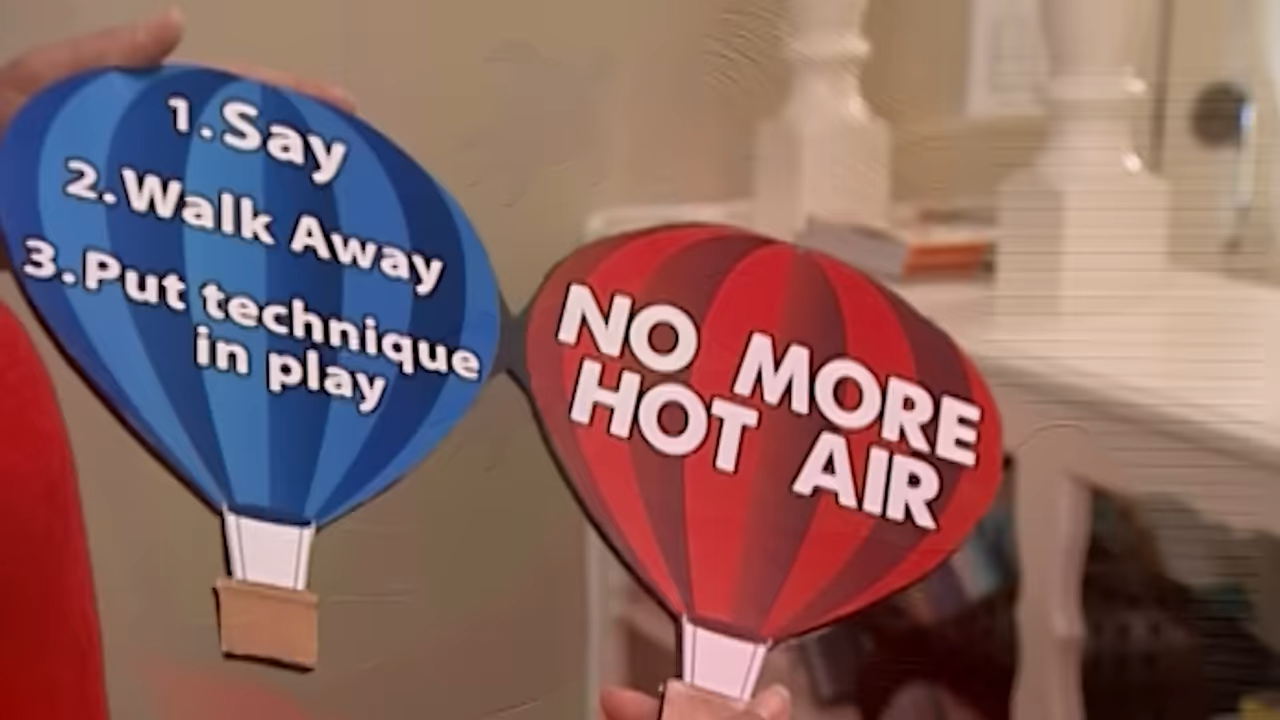 1. Say
2. Walk Away
3. Put technique
in play
NO MORE
HOT AIR